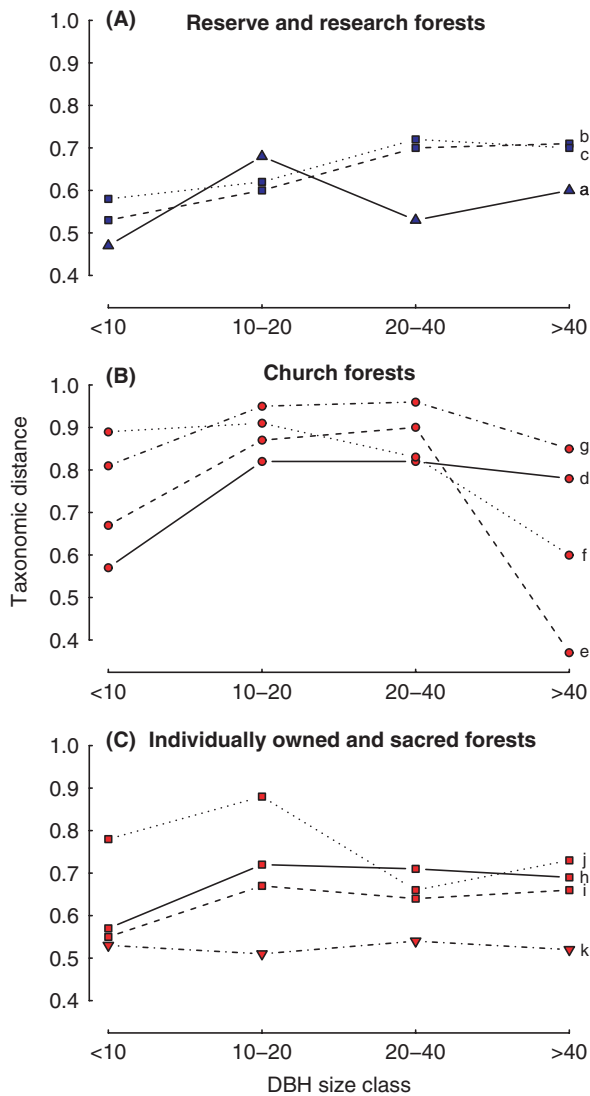 (A) Reserve and research forests
1.0
0.9
0.8
0.7
0.6
0.5
0.4
b
c
a
<10 10–20 20–40 >40
(B) Church forests
1.0
0.9
0.8
0.7
0.6
0.5
0.4
g
d
f
e
<10 10–20 20–40 >40
Taxonomic distance
(C) Individually owned and sacred forests
1.0
0.9
0.8
0.7
0.6
0.5
0.4
j
h
i
k
<10 10–20 20–40 >40
DBH size class